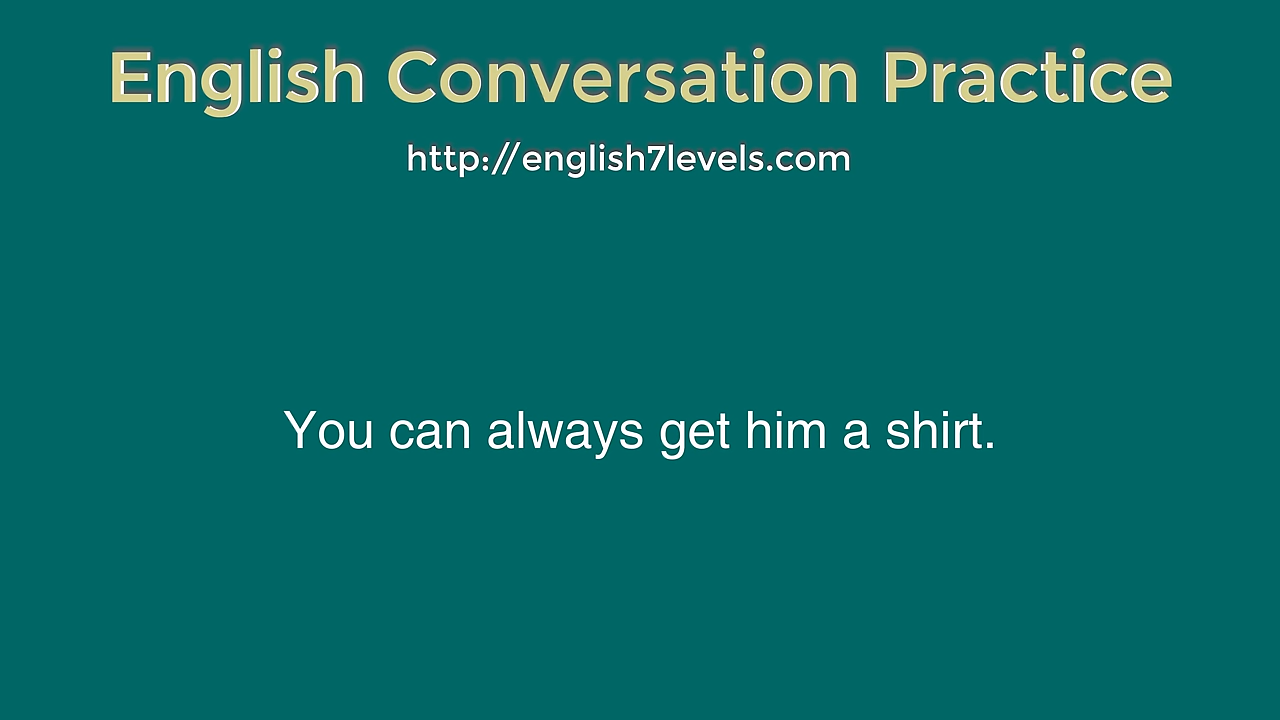 English Conversation Practice
http://english7levels.com
You can always get him a shirt.